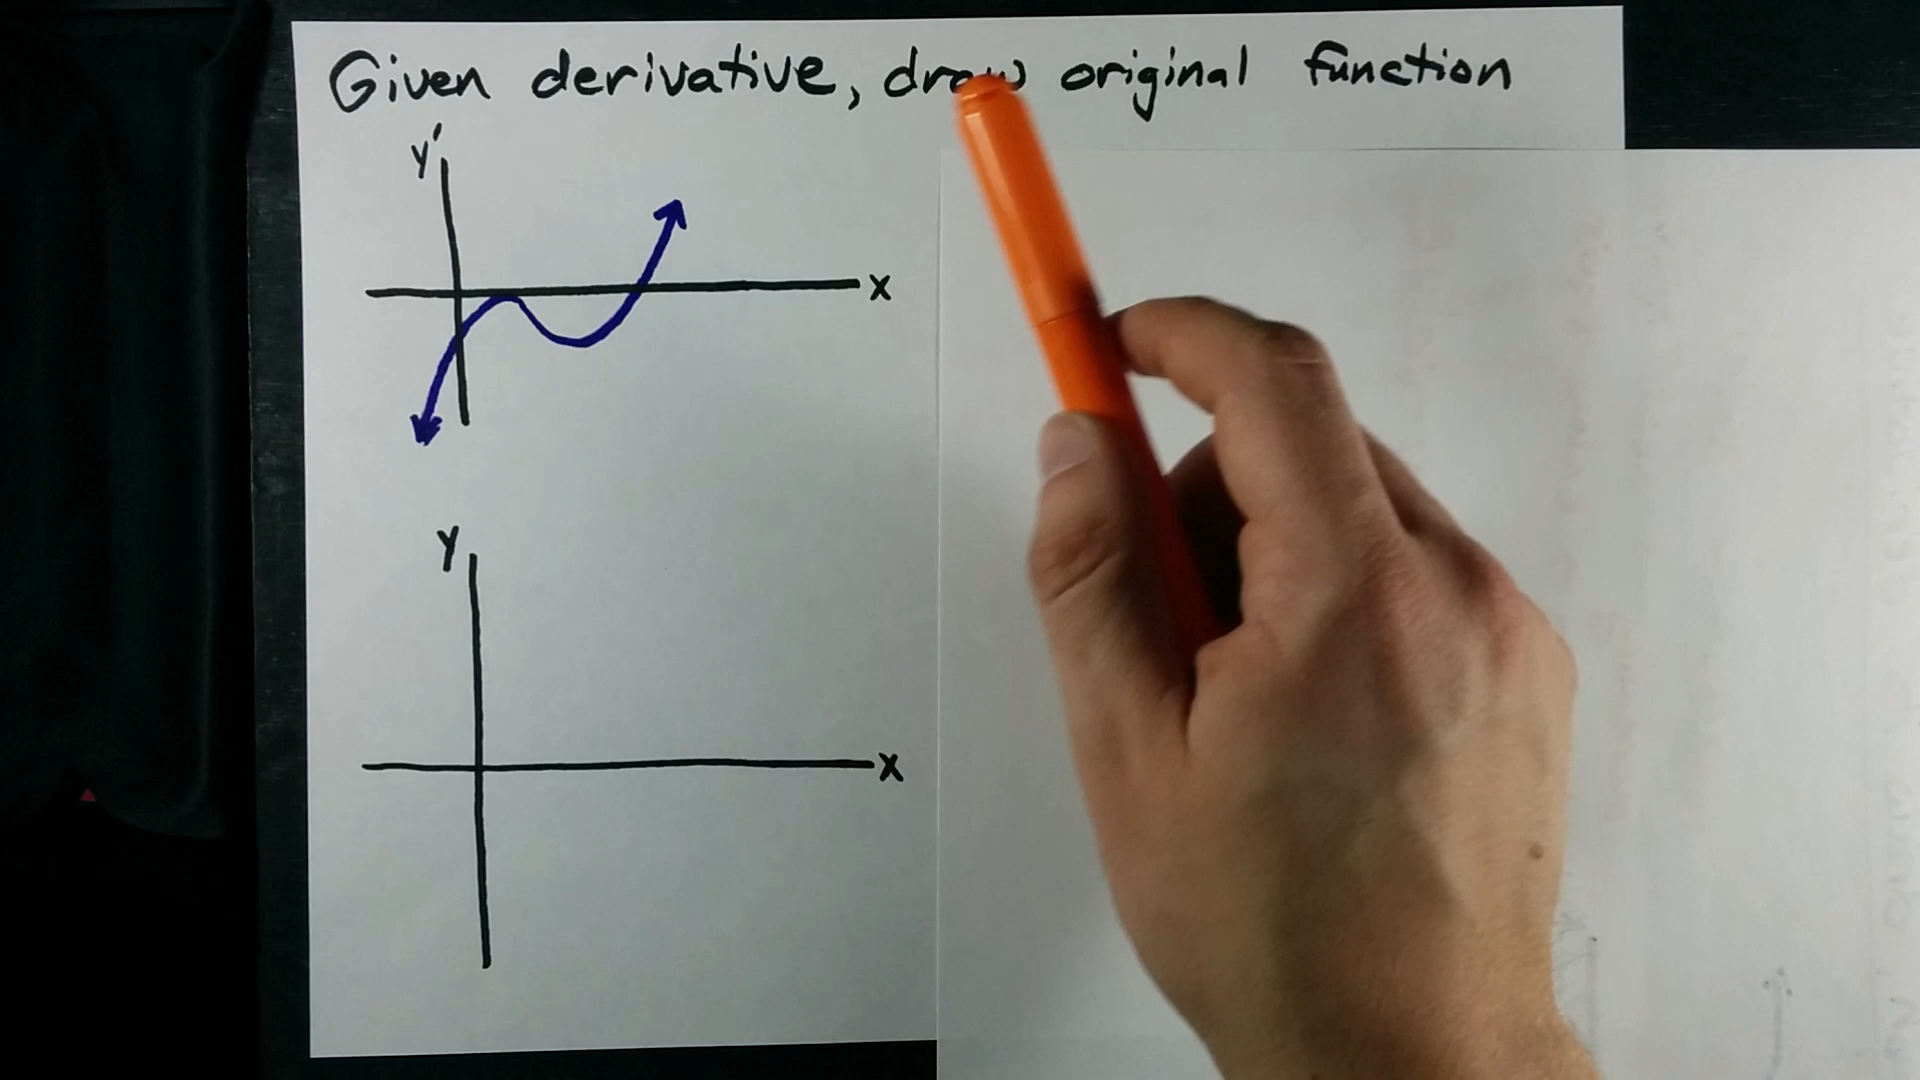 Given derivative, draw original function
y'
x
y
x